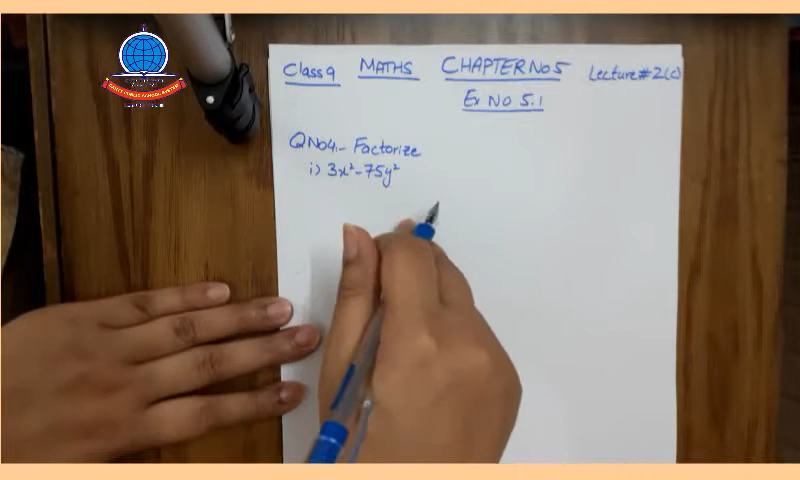 Class 9 MATHS CHAPTER No 5 Lecture # 2(c)
Ex No 5.1
Q No 4:- Factorize
i) 3x² - 75y²